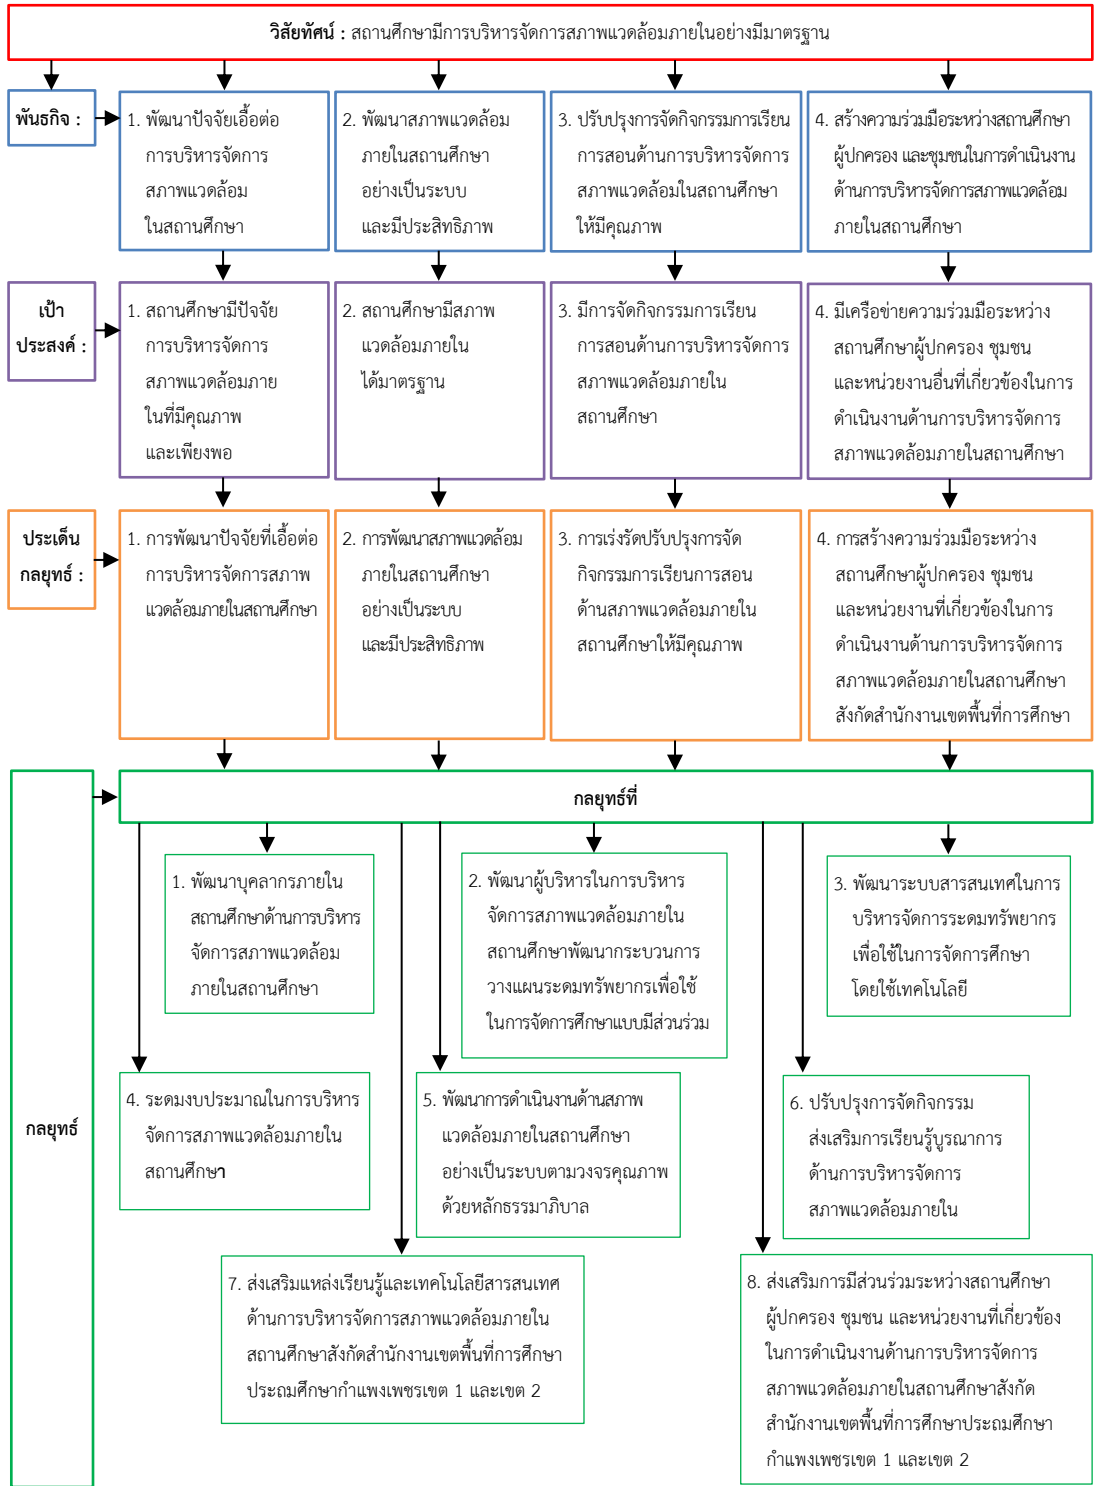 วิสัยทัศน์ : สถานศึกษามีการบริหารจัดการสภาพแวดล้อมภายในอย่างมีมาตรฐาน
พันธกิจ :
1. พัฒนาปัจจัยเอื้อต่อ
การบริหารจัดการ
สภาพแวดล้อม
ในสถานศึกษา
2. พัฒนาสภาพแวดล้อม
ภายในสถานศึกษา
อย่างเป็นระบบ
และมีประสิทธิภาพ
3. ปรับปรุงการจัดกิจกรรมการเรียน
การสอนด้านการบริหารจัดการ
สภาพแวดล้อมในสถานศึกษา
ให้มีคุณภาพ
4. สร้างความร่วมมือระหว่างสถานศึกษา
ผู้ปกครอง และชุมชนในการดำเนินงาน
ด้านการบริหารจัดการสภาพแวดล้อม
ภายในสถานศึกษา
เป้า
ประสงค์ :
1. สถานศึกษามีปัจจัย
การบริหารจัดการ
สภาพแวดล้อมภาย
ในที่มีคุณภาพ
และเพียงพอ
2. สถานศึกษามีสภาพ
แวดล้อมภายใน
ได้มาตรฐาน
3. มีการจัดกิจกรรมการเรียน
การสอนด้านการบริหารจัดการ
สภาพแวดล้อมภายใน
สถานศึกษา
4. มีเครือข่ายความร่วมมือระหว่าง
สถานศึกษาผู้ปกครอง ชุมชน
และหน่วยงานอื่นที่เกี่ยวข้องในการ
ดำเนินงานด้านการบริหารจัดการ
สภาพแวดล้อมภายในสถานศึกษา
ประเด็น
กลยุทธ์ :
1. การพัฒนาปัจจัยที่เอื้อต่อ
การบริหารจัดการสภาพ
แวดล้อมภายในสถานศึกษา
2. การพัฒนาสภาพแวดล้อม
ภายในสถานศึกษา
อย่างเป็นระบบ
และมีประสิทธิภาพ
3. การเร่งรัดปรับปรุงการจัด
กิจกรรมการเรียนการสอน
ด้านสภาพแวดล้อมภายใน
สถานศึกษาให้มีคุณภาพ
4. การสร้างความร่วมมือระหว่าง
สถานศึกษาผู้ปกครอง ชุมชน
และหน่วยงานที่เกี่ยวข้องในการ
ดำเนินงานด้านการบริหารจัดการ
สภาพแวดล้อมภายในสถานศึกษา
สังกัดสำนักงานเขตพื้นที่การศึกษา
กลยุทธ์
กลยุทธ์ที่
1. พัฒนาบุคลากรภายใน
สถานศึกษาด้านการบริหาร
จัดการสภาพแวดล้อม
ภายในสถานศึกษา
2. พัฒนาผู้บริหารในการบริหาร
จัดการสภาพแวดล้อมภายใน
สถานศึกษาพัฒนากระบวนการ
วางแผนระดมทรัพยากรเพื่อใช้
ในการจัดการศึกษาแบบมีส่วนร่วม
3. พัฒนาระบบสารสนเทศในการ
บริหารจัดการระดมทรัพยากร
เพื่อใช้ในการจัดการศึกษา
โดยใช้เทคโนโลยี
4. ระดมงบประมาณในการบริหาร
จัดการสภาพแวดล้อมภายใน
สถานศึกษา
5. พัฒนาการดำเนินงานด้านสภาพ
แวดล้อมภายในสถานศึกษา
อย่างเป็นระบบตามวงจรคุณภาพ
ด้วยหลักธรรมาภิบาล
6. ปรับปรุงการจัดกิจกรรม
ส่งเสริมการเรียนรู้บูรณาการ
ด้านการบริหารจัดการ
สภาพแวดล้อมภายใน
7. ส่งเสริมแหล่งเรียนรู้และเทคโนโลยีสารสนเทศ
ด้านการบริหารจัดการสภาพแวดล้อมภายใน
สถานศึกษาสังกัดสำนักงานเขตพื้นที่การศึกษา
ประถมศึกษากำแพงเพชรเขต 1 และเขต 2
8. ส่งเสริมการมีส่วนร่วมระหว่างสถานศึกษา
ผู้ปกครอง ชุมชน และหน่วยงานที่เกี่ยวข้อง
ในการดำเนินงานด้านการบริหารจัดการ
สภาพแวดล้อมภายในสถานศึกษาสังกัด
สำนักงานเขตพื้นที่การศึกษาประถมศึกษา
กำแพงเพชรเขต 1 และเขต 2